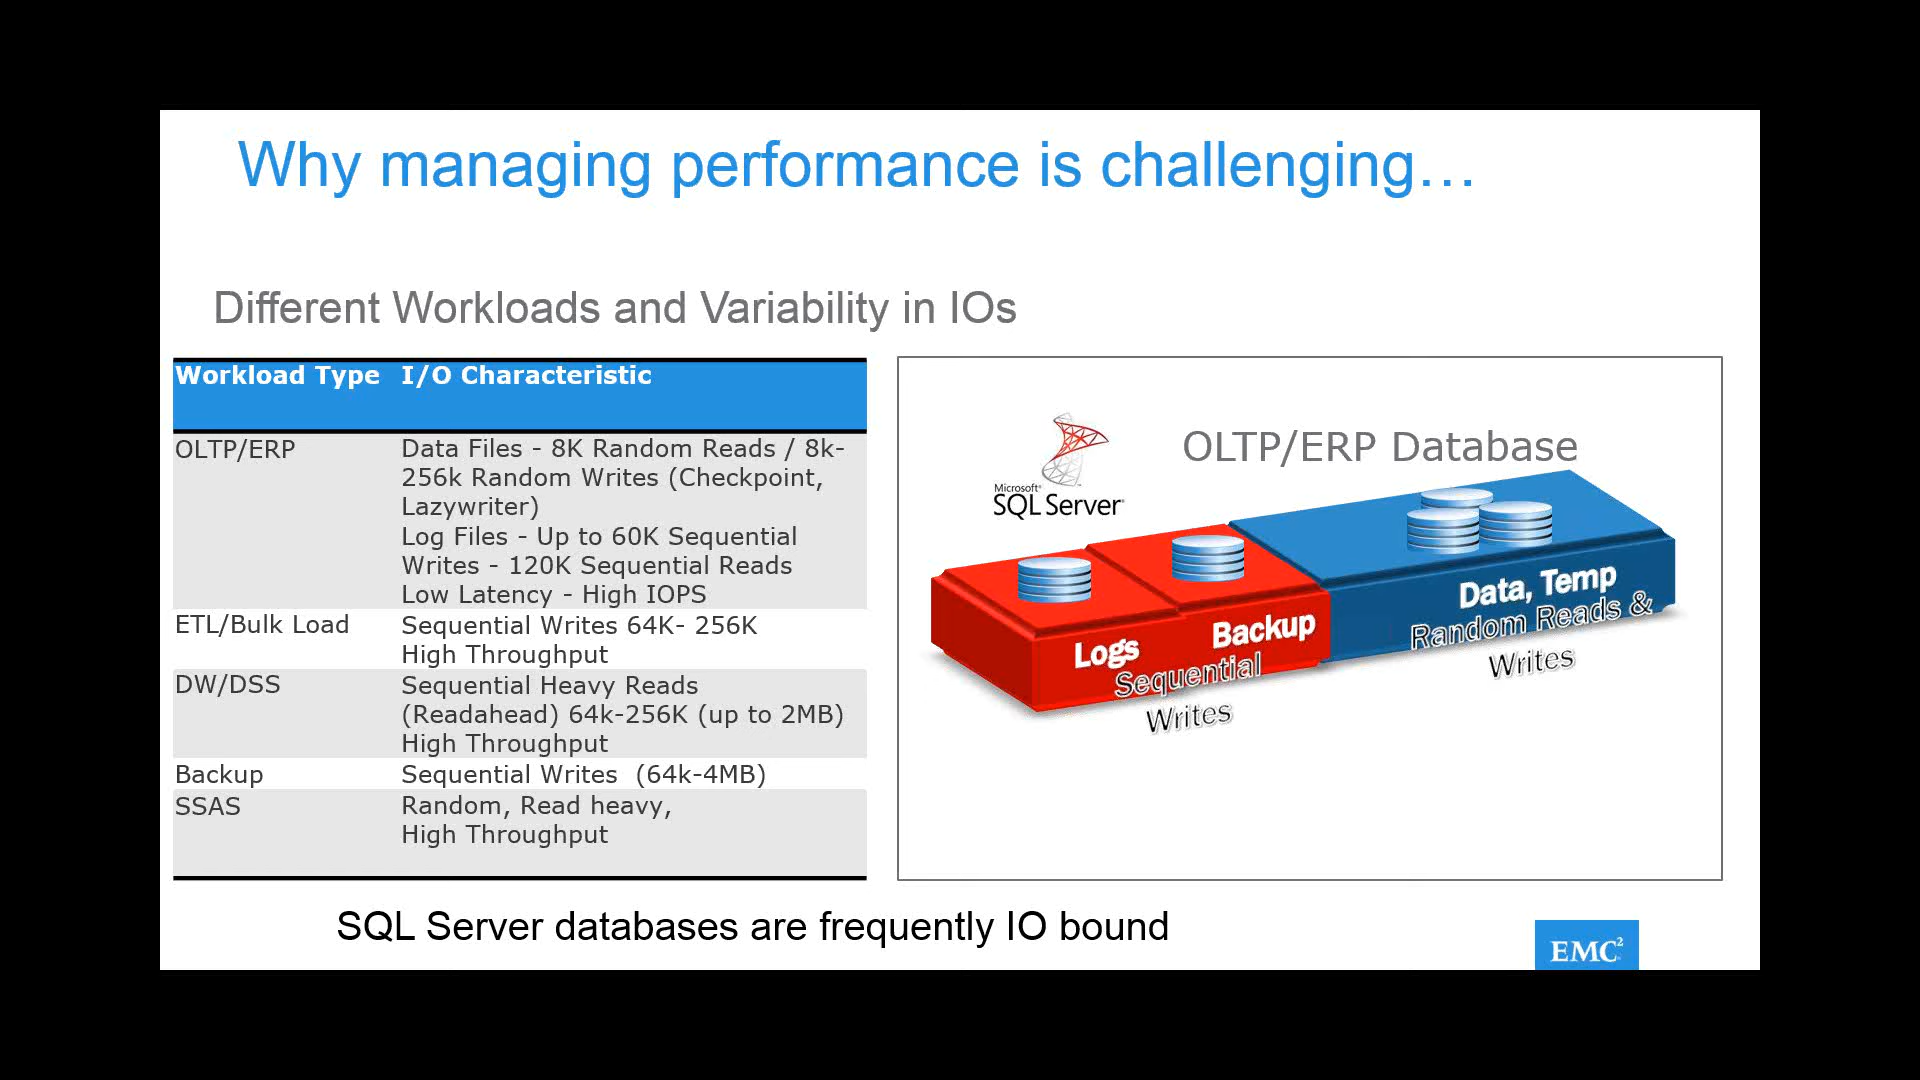 Why managing performance is challenging…
Different Workloads and Variability in IOs
Workload Type I/O Characteristic
OLTP/ERP Data Files - 8K Random Reads / 8k-
256k Random Writes (Checkpoint,
Lazywriter)
Log Files - Up to 60K Sequential
Writes - 120K Sequential Reads
Low Latency - High IOPS
ETL/Bulk Load Sequential Writes 64K- 256K
High Throughput
DW/DSS Sequential Heavy Reads
(Readahead) 64k-256K (up to 2MB)
High Throughput
Backup Sequential Writes (64k-4MB)
SSAS Random, Read heavy,
High Throughput
OLTP/ERP Database
Microsoft®
SQL Server®
Logs
Backup
Sequential
Writes
Data, Temp
Random Reads &
Writes
SQL Server databases are frequently IO bound
EMC²